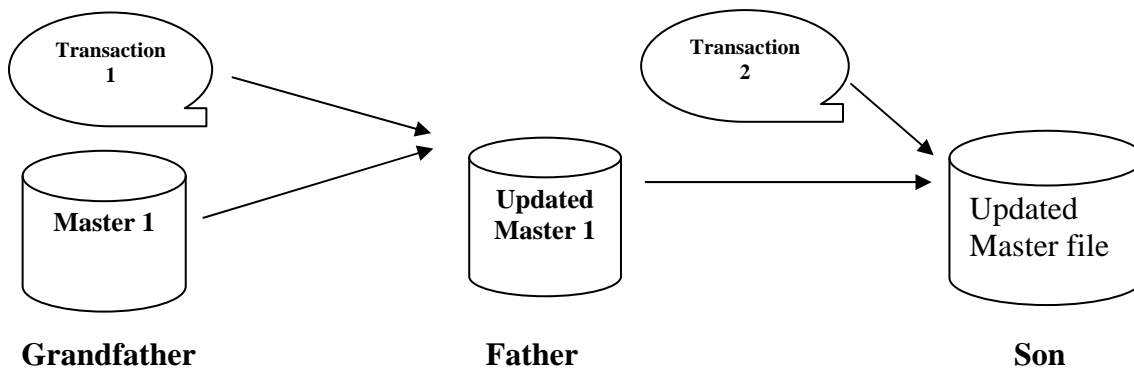 Transaction
1
Transaction
2
Master 1
Updated
Master 1
Updated
Master file
Grandfather
Father
Son